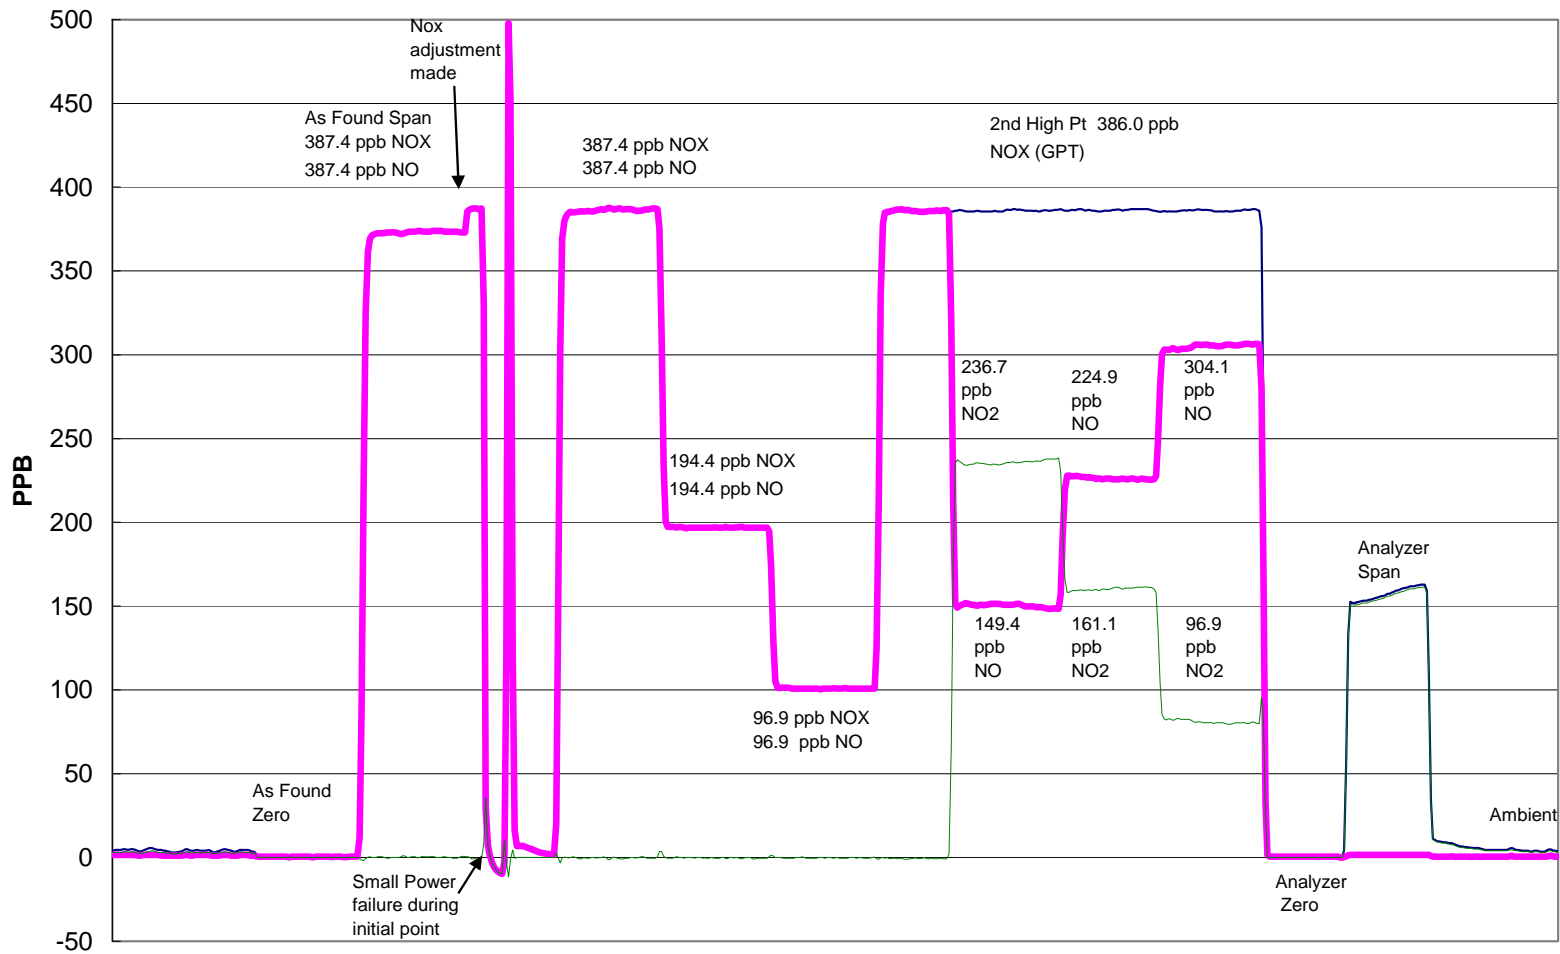 500
450
400
350
300
250
200
150
100
50
0
-50
PPB
Nox
adjustment
made
As Found Span
387.4 ppb NOX
387.4 ppb NO
387.4 ppb NOX
387.4 ppb NO
2nd High Pt 386.0 ppb
NOX (GPT)
194.4 ppb NOX
194.4 ppb NO
96.9 ppb NOX
96.9 ppb NO
236.7
ppb
NO2
224.9
ppb
NO
304.1
ppb
NO
149.4
ppb
NO
161.1
ppb
NO2
96.9
ppb
NO2
As Found
Zero
Small Power
failure during
initial point
Analyzer
Span
Analyzer
Zero
Ambient